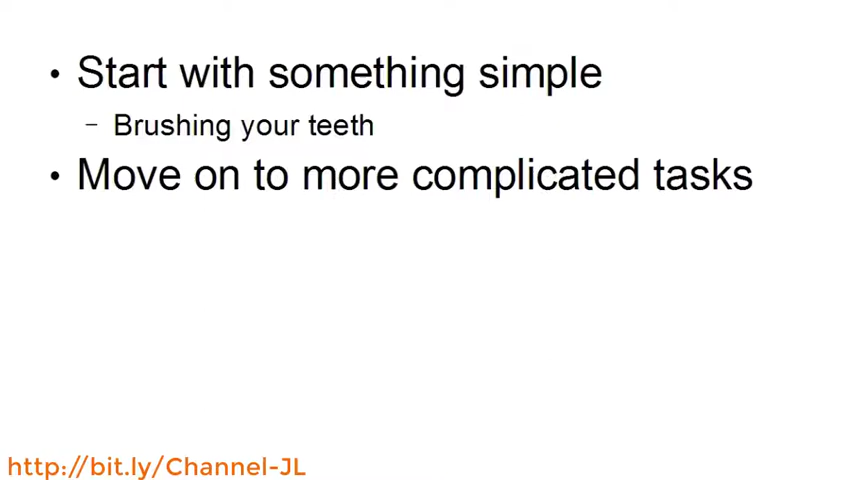 • Start with something simple
– Brushing your teeth
• Move on to more complicated tasks
http://bit.ly/Channel-JL